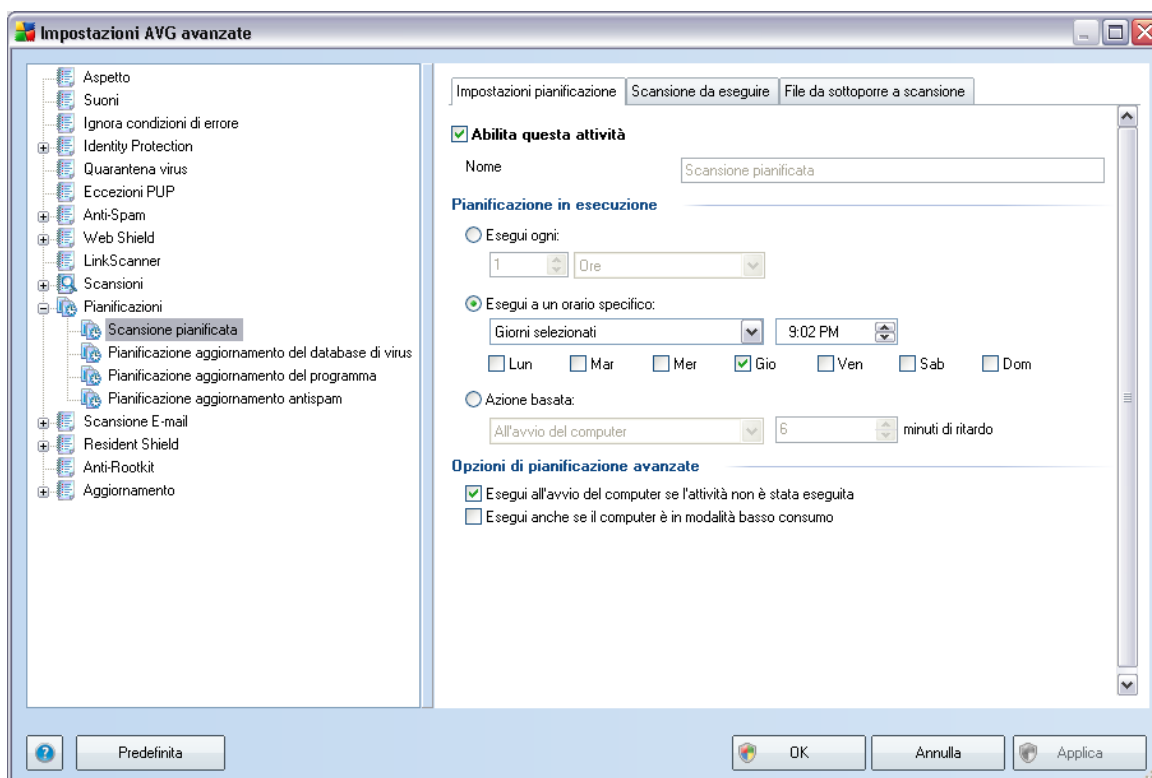 Impostazioni AVG avanzate
Aspetto
Suoni
Ignora condizioni di errore
Identity Protection
Quarantena virus
Eccezioni PUP
Anti-Spam
Web Shield
LinkScanner
Scansioni
Pianificazioni
Scansione pianificata
Pianificazione aggiornamento del database di virus
Pianificazione aggiornamento del programma
Pianificazione aggiornamento antispam
Scansione E-mail
Resident Shield
Anti-Rootkit
Aggiornamento
Impostazioni pianificazione Scansione da eseguire File da sottoporre a scansione
Abilita questa attività
Nome Scansione pianificata
Pianificazione in esecuzione
Esegui ogni:
1 Ore
Esegui a un orario specifico:
Giorni selezionati 9:02 PM
Lun Mar Mer Gio Ven Sab Dom
Azione basata:
All'avvio del computer 6 minuti di ritardo
Opzioni di pianificazione avanzate
Esegui all'avvio del computer se l'attività non è stata eseguita
Esegui anche se il computer è in modalità basso consumo
? Predefinita OK Annulla Applica